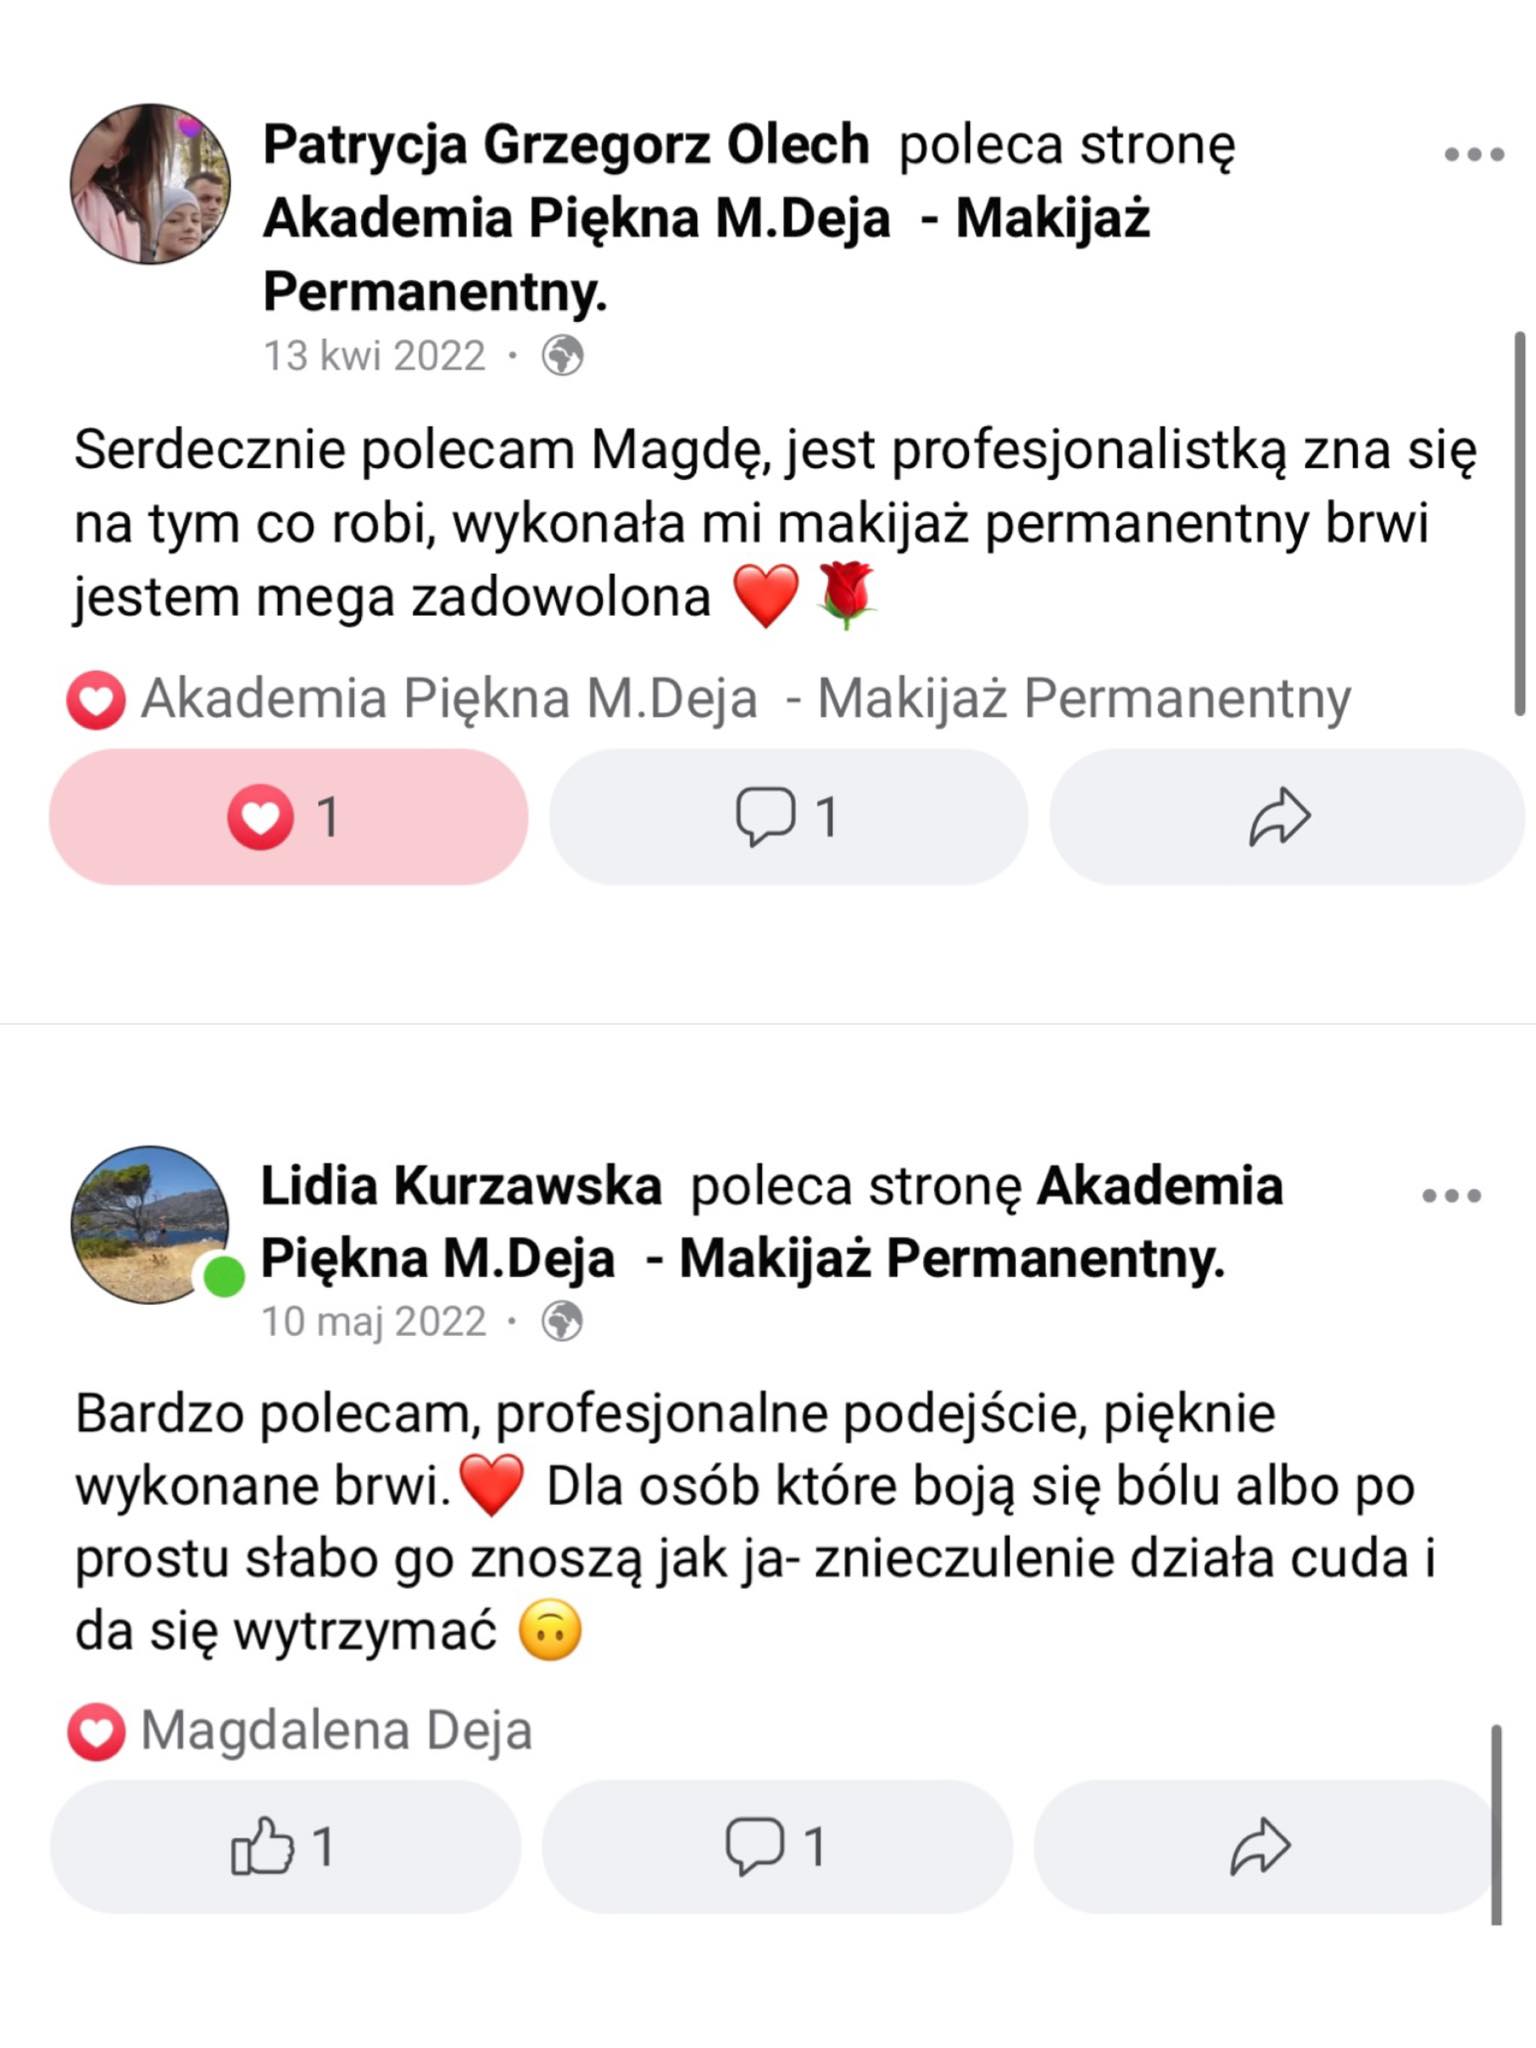 Patrycja Grzegorz Olech poleca stronę
Akademia Piękna M.Deja - Makijaż
Permanentny.
13 kwi 2022 ·
Serdecznie polecam Magdę, jest profesjonalistką zna się
na tym co robi, wykonała mi makijaż permanentny brwi
jestem mega zadowolona ❤️🌹
Akademia Piękna M.Deja - Makijaż Permanentny
1 1
Lidia Kurzawska poleca stronę Akademia
Piękna M.Deja - Makijaż Permanentny.
10 maj 2022 ·
Bardzo polecam, profesjonalne podejście, pięknie
wykonane brwi.❤️ Dla osób które boją się bólu albo po
prostu słabo go znoszą jak ja- znieczulenie działa cuda i
da się wytrzymać 🙃
Magdalena Deja
1 1